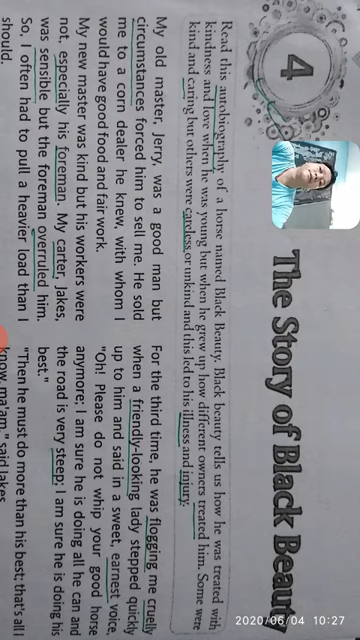 4
The Story of Black Beaut
Read this autobiography of a horse named Black Beauty. Black beauty tells us how he was treated with
kindness and love when he was young but when he grew up how different owners treated him. Some were
kind and caring but others were careless or unkind and this led to his illness and injury.
My old master, Jerry, was a good man but
circumstances forced him to sell me. He sold
me to a corn dealer he knew, with whom I
would have good food and fair work.
My new master was kind but his workers were
not, especially his foreman. My carter, Jakes,
was sensible but the foreman overruled him.
So, I often had to pull a heavier load than I
should.
For the third time, he was flogging me cruelly
when a friendly-looking lady stepped quickly
up to him and said in a sweet, earnest voice,
"Oh! Please do not whip your good horse
anymore; I am sure he is doing all he can and
the road is very steep; I am sure he is doing his
best."
"Then he must do more than his best; that's all I
know, ma'am," said Jakes
2020/06/04 10:27